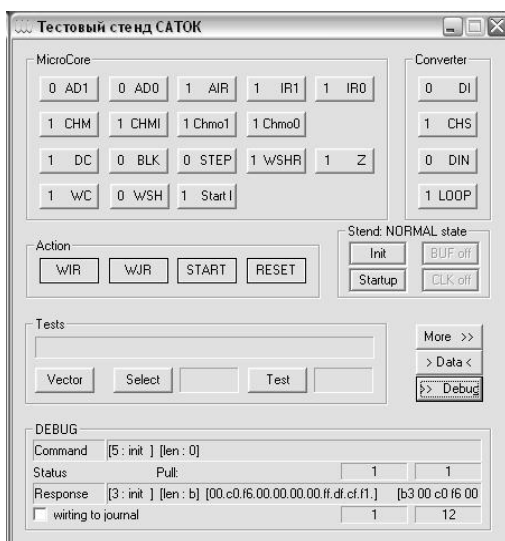 Тестовый стенд САТОК
MicroCore
Converter
0 AD1 0 AD0 1 AIR 1 IR1 1 IR0 0 DI
1 CHM 1 CHMI 1 Chmo1 1 Chmo0 1 CHS
1 DC 0 BLK 0 STEP 1 WSHR 1 Z 0 DIN
1 WC 0 WSH 1 Start I 1 LOOP
Stend: NORMAL state
Action
WIR WJR START RESET Init BUF off
Startup CLK off
Tests
More >>
> Data <
Vector Select Test
>> Debug
DEBUG
Command [5 : init ] [len : 0]
Status Pull: 1 1
Response [3 : init ] [len : b] [00.c0.f6.00.00.00.00.ff.df.cf.f1.] [b3 00 c0 f6 00
wirting to journal 1 12